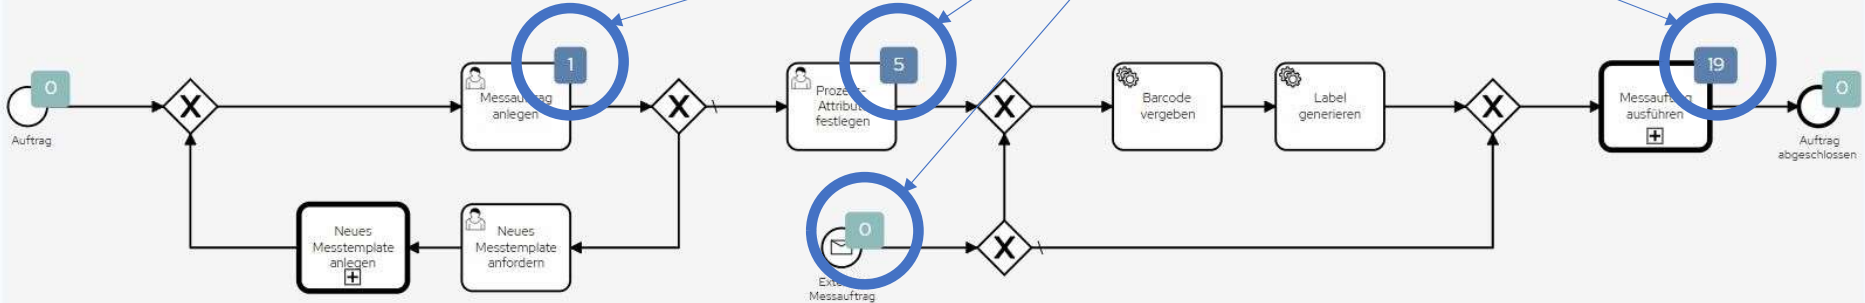 0
Auftrag
1
Messauftrag
anlegen
5
Prozess-
Attribute
festlegen
Barcode
vergeben
Label
generieren
19
Messauftrag
ausführen
0
Auftrag
abgeschlossen
Neues
Messtemplate
anlegen
Neues
Messtemplate
anfordern
0
Messauftrag